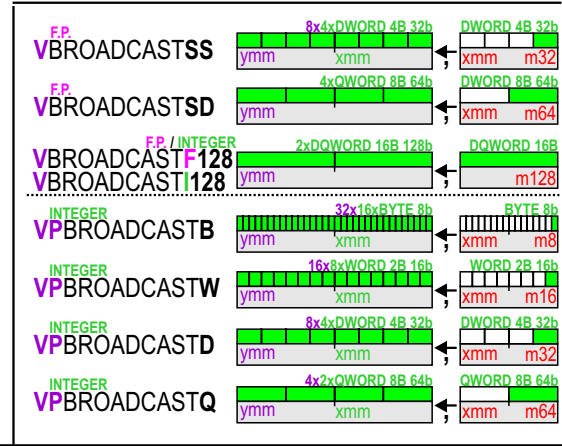 F.P.
8x4xDWORD 4B 32b DWORD 4B 32b
VBROADCASTSS
ymm xmm , xmm m32
F.P.
4xQWORD 8B 64b DWORD 8B 64b
VBROADCASTSD
ymm , xmm m64
F.P. / INTEGER
2xDQWORD 16B 128b DQWORD 16B
VBROADCASTF128
VBROADCASTI128
ymm , m128
INTEGER
32x16xBYTE 8b BYTE 8b
VPBROADCASTB
ymm xmm , xmm m8
INTEGER
16x8xWORD 2B 16b WORD 2B 16b
VPBROADCASTW
ymm xmm , xmm m16
INTEGER
8x4xDWORD 4B 32b DWORD 4B 32b
VPBROADCASTD
ymm xmm , xmm m32
INTEGER
4x2xQWORD 8B 64b QWORD 8B 64b
VPBROADCASTQ
ymm xmm , xmm m64